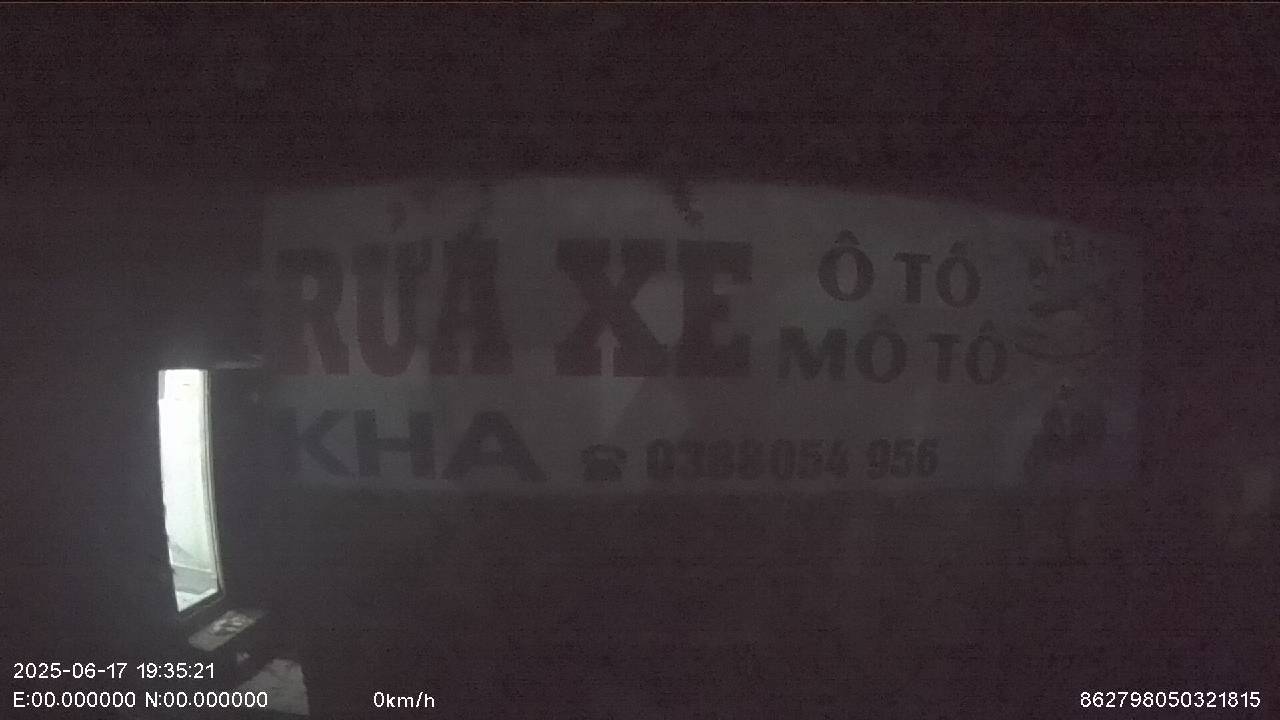 RỬA XE
Ô TÔ
MÔ TÔ
KHA
☎ 0388 054 956
2025-06-17 19:35:21
E:00.000000 N:00.000000
0km/h
862798050321815